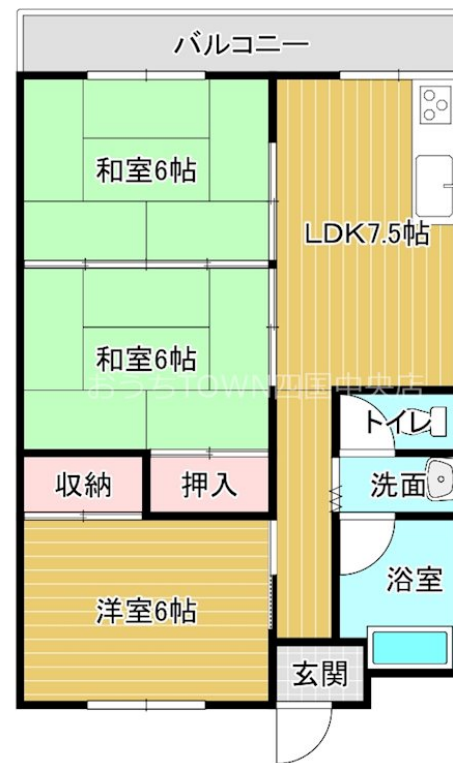 バルコニー
和室6帖
LDK7.5帖
和室6帖
おうちTOWN四国中央店
トイレ
収納
押入
洗面
洋室6帖
浴室
玄関